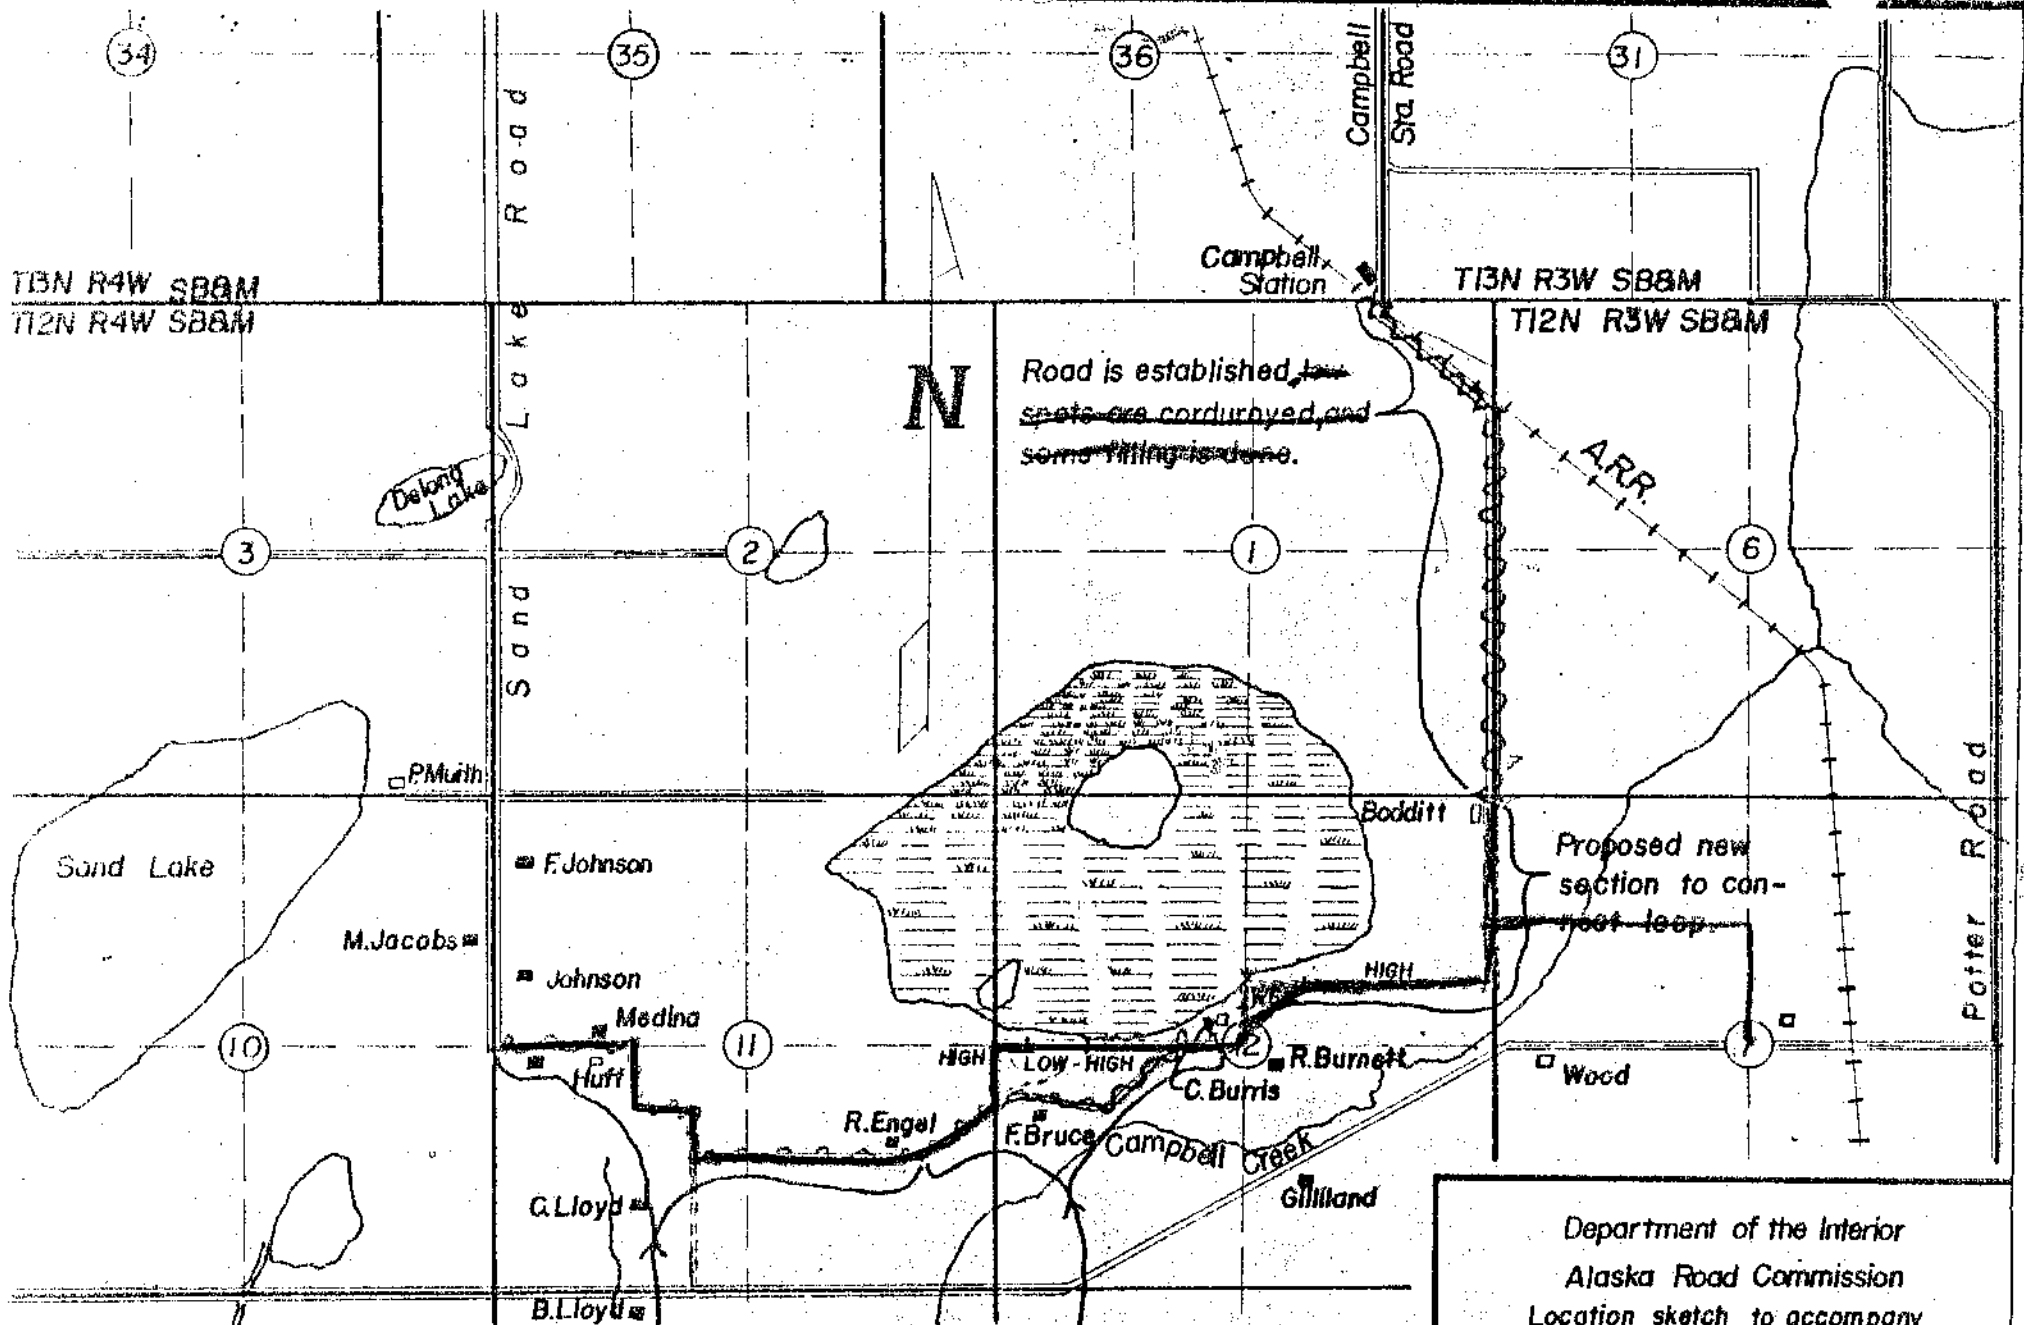 34
35
36
31
Campbell
Sta. Road
Sand Lake Road
Campbell
Station
T13N R4W SB&M
T12N R4W SB&M
T13N R3W SB&M
T12N R3W SB&M
N
Road is established, low
spots are corduroyed, and
some filling is done.
A.R.R.
Delong
Lake
3
2
1
6
P.Muith
Bodditt
Sand Lake
F.Johnson
M.Jacobs
Johnson
Proposed new
section to con-
nect loop.
Potter Road
HIGH
Medina
Huff
10
11
12
7
HIGH
LOW-HIGH
R.Burnett
C.Burris
Wood
R.Engel
F.Bruce
Campbell Creek
G.Lloyd
Gilliland
B.Lloyd
Department of the Interior
Alaska Road Commission
Location sketch to accompany